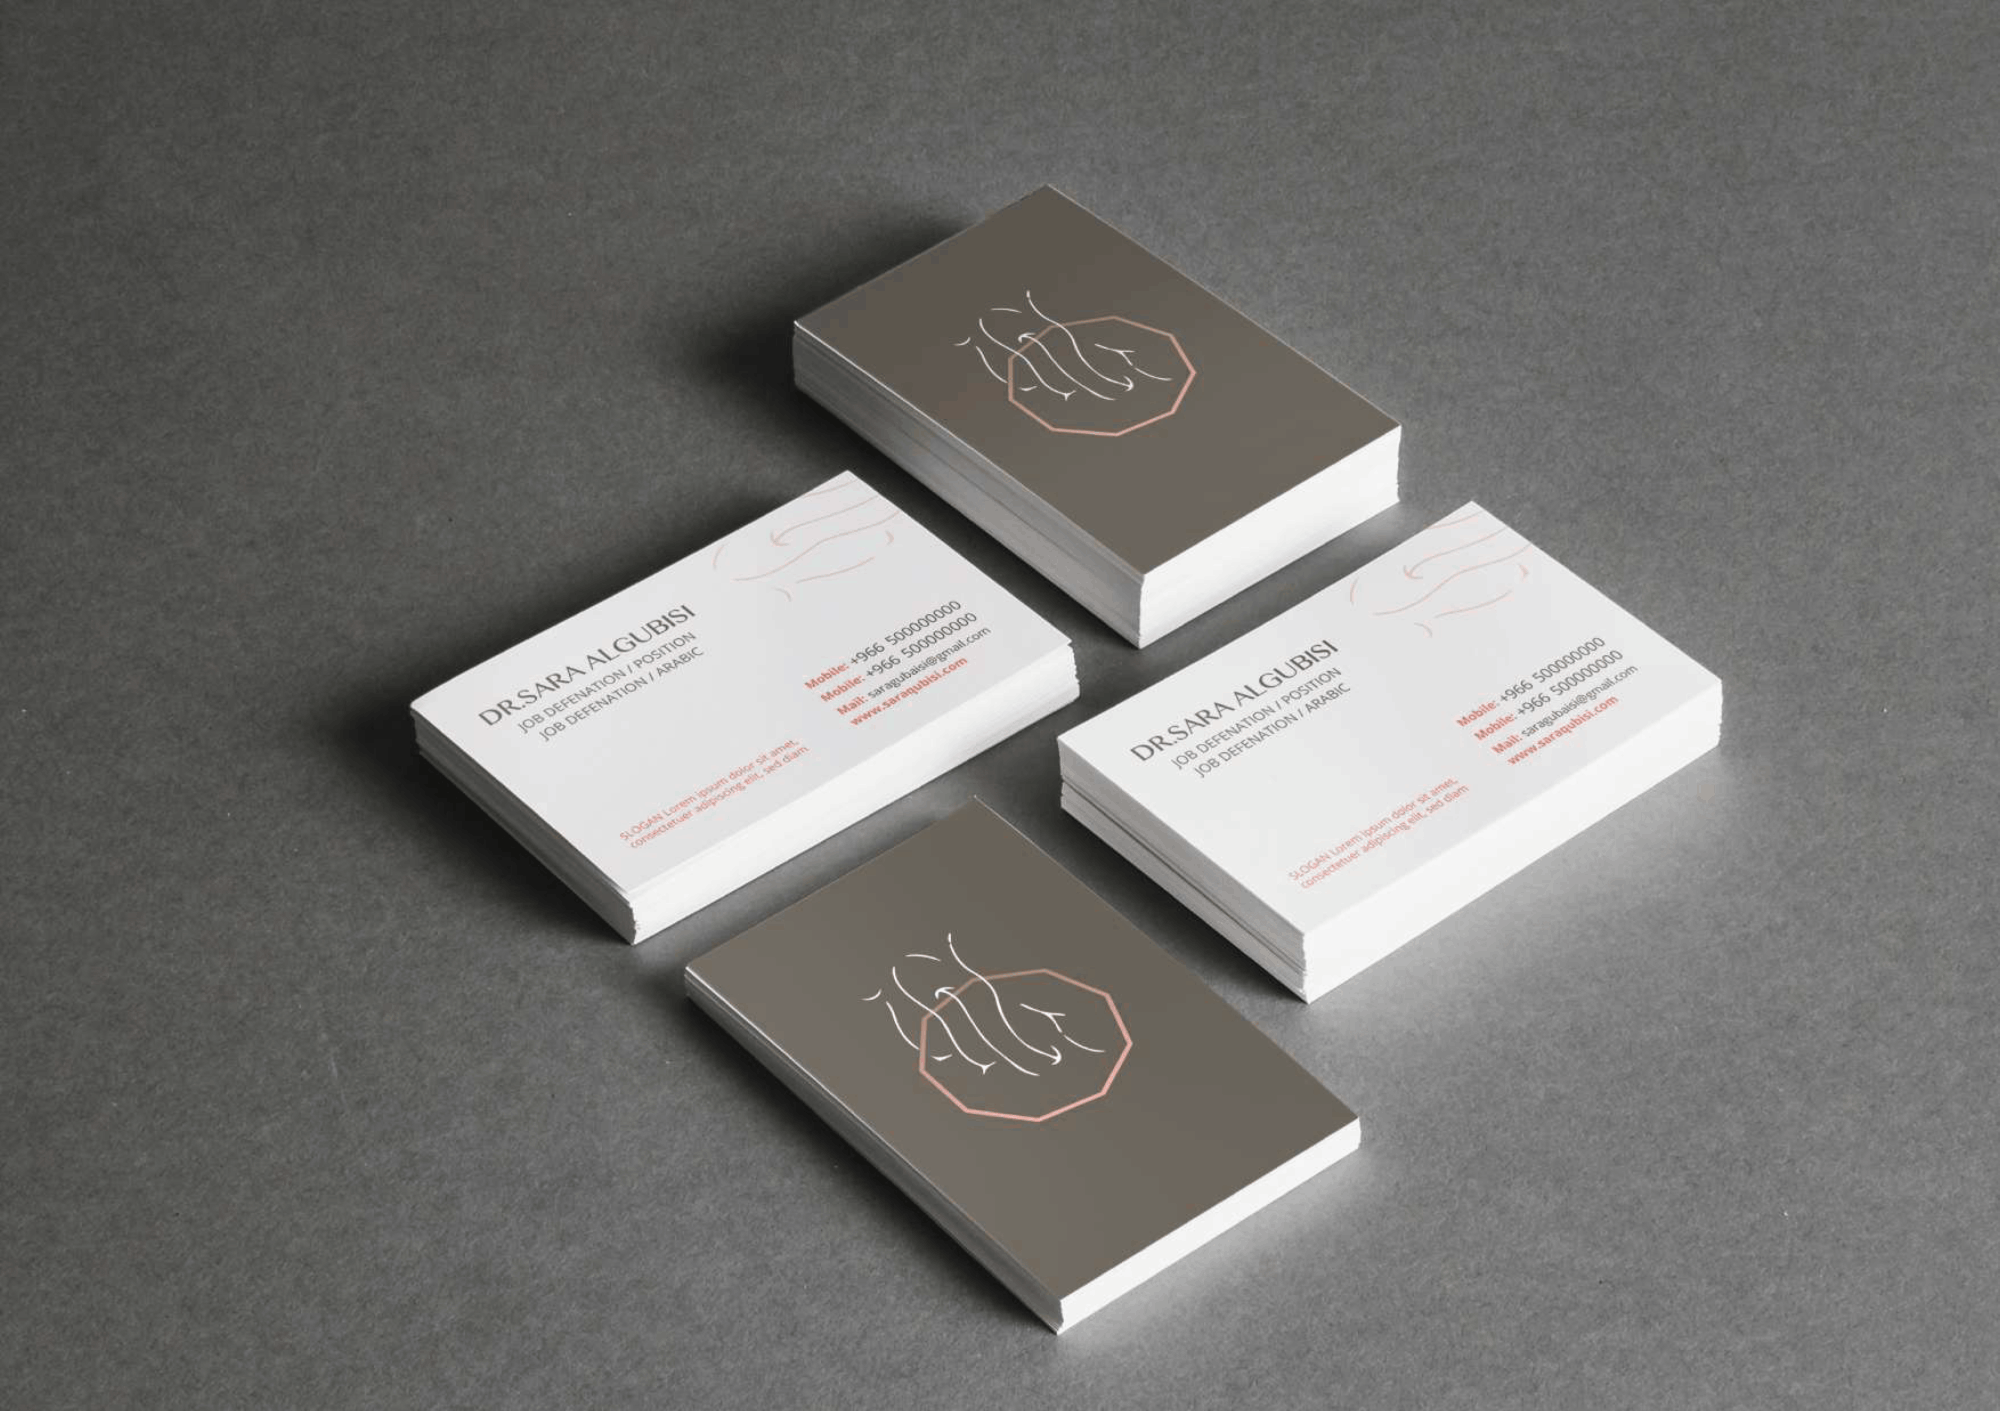 DR.SARA ALGUBISI
JOB DEFENATION / POSITION
JOB DEFENATION / ARABIC
Mobile: +966 500000000
Mobile: +966 500000000
Mail: saragubaisi@gmail.com
www.saraqubisi.com
SLOGAN Lorem ipsum dolor sit amet,
consectetuer adipiscing elit, sed diam
DR.SARA ALGUBISI
JOB DEFENATION / POSITION
JOB DEFENATION / ARABIC
Mobile: +966 500000000
Mobile: +966 500000000
Mail: saragubaisi@gmail.com
www.saraqubisi.com
SLOGAN Lorem ipsum dolor sit amet,
consectetuer adipiscing elit, sed diam